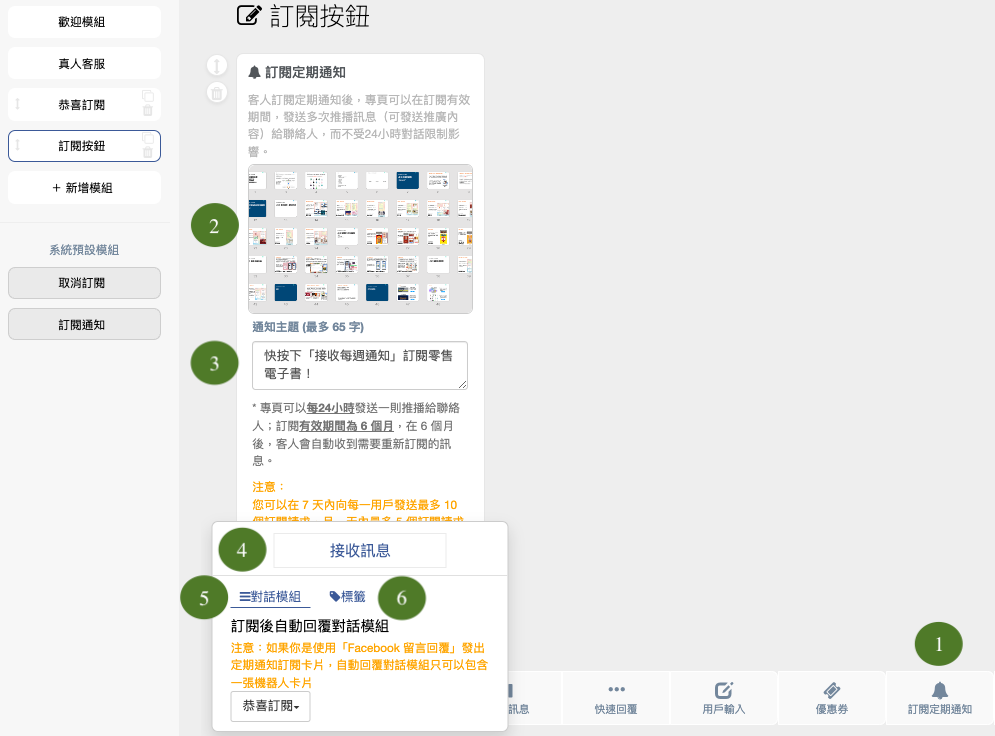 歡迎模組
真人客服
恭喜訂閱
訂閱按鈕
+ 新增模組
系統預設模組
取消訂閱
訂閱通知
訂閱按鈕
訂閱定期通知
客人訂閱定期通知後，專頁可以在訂閱有效
期間，發送多次推播訊息（可發送推廣內
容）給聯絡人，而不受24小時對話限制影
響。
2
通知主題 (最多 65 字)
3
快按下「接收每週通知」訂閱零售
電子書！
* 專頁可以每24小時發送一則推播給聯絡
人；訂閱有效期間為 6 個月，在 6 個月
後，客人會自動收到需要重新訂閱的訊
息。
注意：
您可以在 7 天內向每一用戶發送最多 10
4
接收訊息
5
對話模組
標籤
6
訂閱後自動回覆對話模組
注意：如果你是使用「Facebook 留言回覆」發出
定期通知訂閱卡片，自動回覆對話模組只可以包含
一張機器人卡片
恭喜訂閱
1
訊息
快速回覆
用戶輸入
優惠券
訂閱定期通知